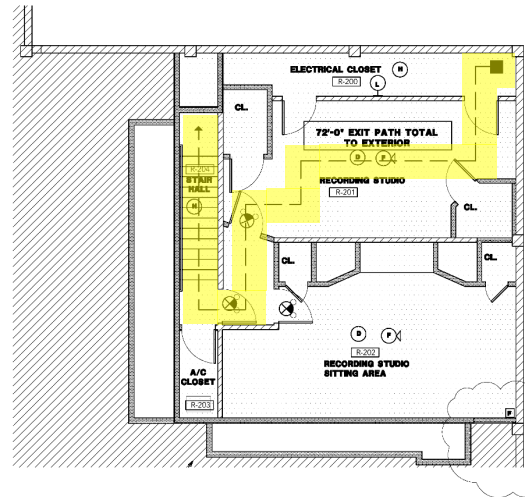 ELECTRICAL CLOSET H
R-200
L
CL.
72'-0" EXIT PATH TOTAL
TO EXTERIOR
D F
R-204
STAIR
HALL
RECORDING STUDIO
R-201
H
CL.
CL.
CL.
D F
R-202
RECORDING STUDIO
SITTING AREA
A/C
CLOSET
R-203
F